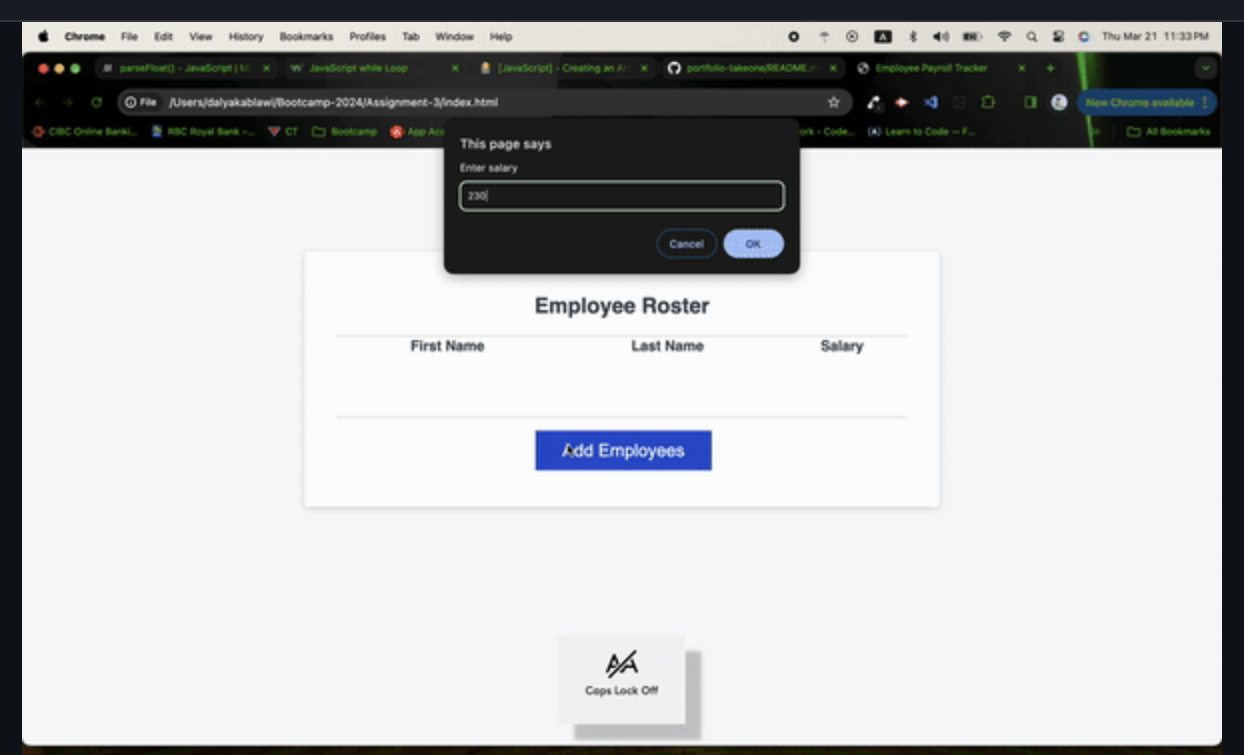 Chrome File Edit View History Bookmarks Profiles Tab Window Help Thu Mar 21 11:33 PM
parseFloat() - JavaScript | M JavaScript while Loop [JavaScript] - Creating an Ar portfolio-takeone/README.m Employee Payroll Tracker
File /Users/dalyakablawi/Bootcamp-2024/Assignment-3/index.html New Chrome available
CIBC Online Banki... RBC Royal Bank -... CT Bootcamp App Aca ork · Code... (A) Learn to Code — F... All Bookmarks
This page says
Enter salary
230
Cancel OK
Employee Roster
First Name Last Name Salary
Add Employees
Caps Lock Off